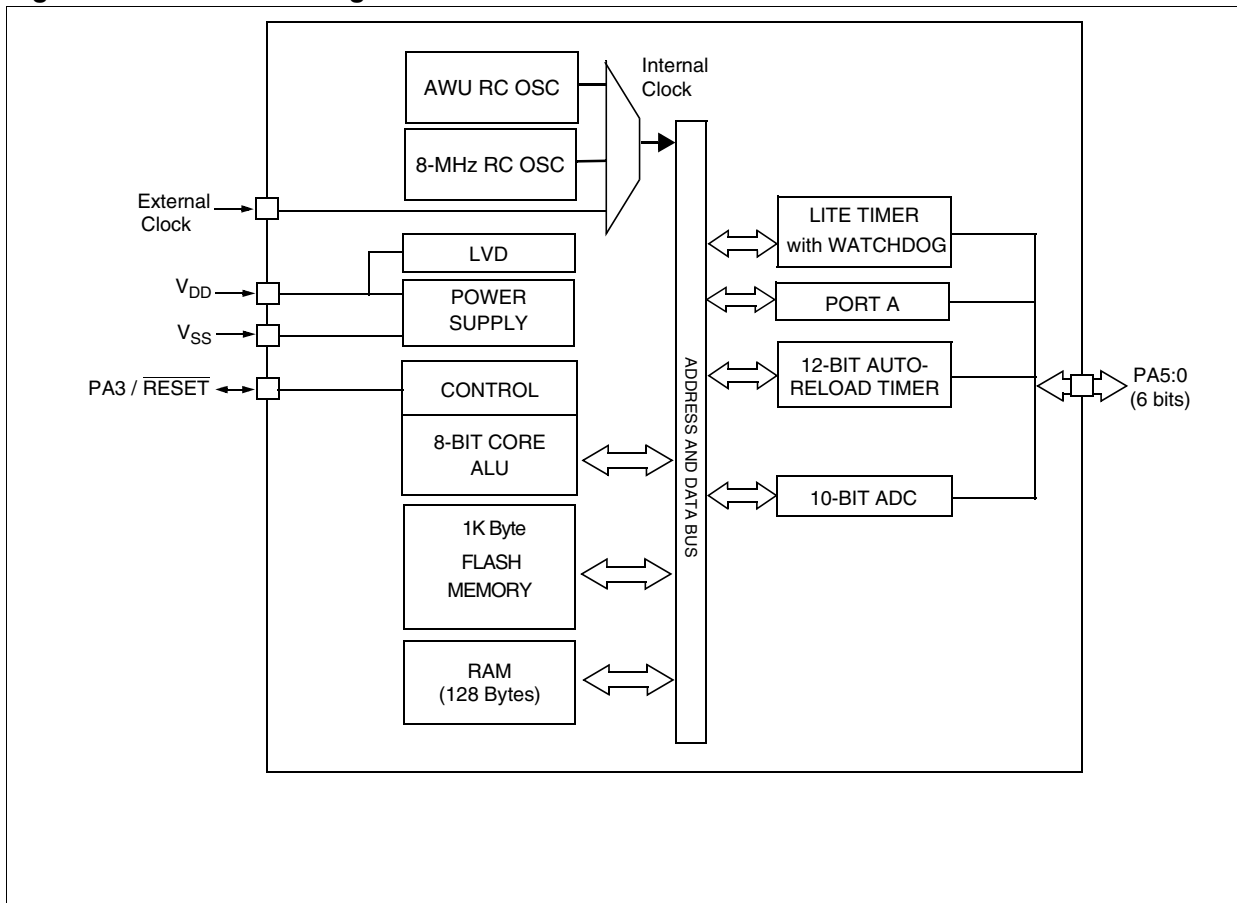 AWU RC OSC
8-MHz RC OSC
Internal
Clock
External
Clock
LVD
POWER
SUPPLY
VDD
VSS
PA3 / RESET
CONTROL
8-BIT CORE
ALU
1K Byte
FLASH
MEMORY
RAM
(128 Bytes)
ADDRESS AND DATA BUS
LITE TIMER
with WATCHDOG
PORT A
12-BIT AUTO-
RELOAD TIMER
10-BIT ADC
PA5:0
(6 bits)